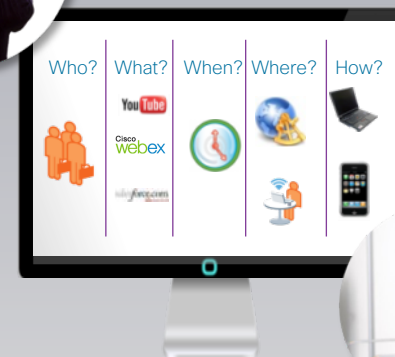 Who? What? When? Where? How?
YouTube
Cisco
webex
salesforce.com